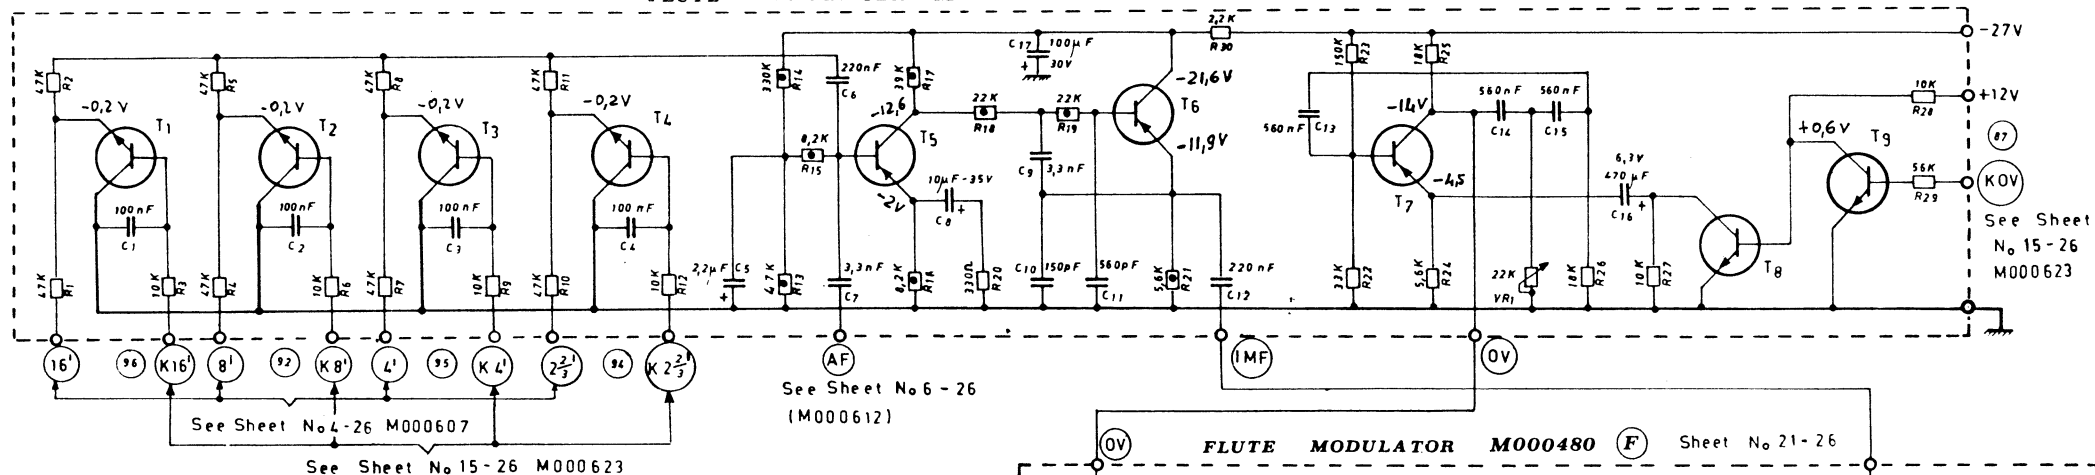 FLUTE
2,2K
R30
-27V
47K R2
47K R5
47K R8
47K R11
220nF
C6
330K R14
39K R17
C17 100µF
30V
150K R23
18K R25
-0,2V
-0,2V
-0,2V
-0,2V
T1
T2
T3
T4
-12,6
T5
8,2K
R15
22K
R18
22K
R19
-21,6V
T6
-11,9V
560nF C13
-14V
560nF
C14
560nF
C15
T7
-4,5
10K
R28
+12V
+0,6V
T9
87
56K
R29
KOV
See Sheet
No 15-26
M000623
100nF
C1
100nF
C2
100nF
C3
100nF
C4
10µF-35V
C8
-2V
C9 3,3nF
6,3V
470µF
C16
T8
47K R1
10K R3
47K R4
10K R6
47K R7
10K R9
47K R10
10K R12
2,2µF C5
4,7K R13
3,3nF
C7
8,2K
330Ω R20
C10 150pF
560pF
C11
5,6K R21
220nF
C12
33K R22
5,6K R24
22K
VR1
18K R26
10K R27
16'
96
K16'
8'
92
K8'
4'
95
K4'
2 2/3'
94
K2 2/3'
AF
IMF
OV
See Sheet No 6-26
(M000612)
See Sheet No 4-26 M000607
See Sheet No 15-26 M000623
OV
FLUTE MODULATOR M000480 F Sheet No 21-26